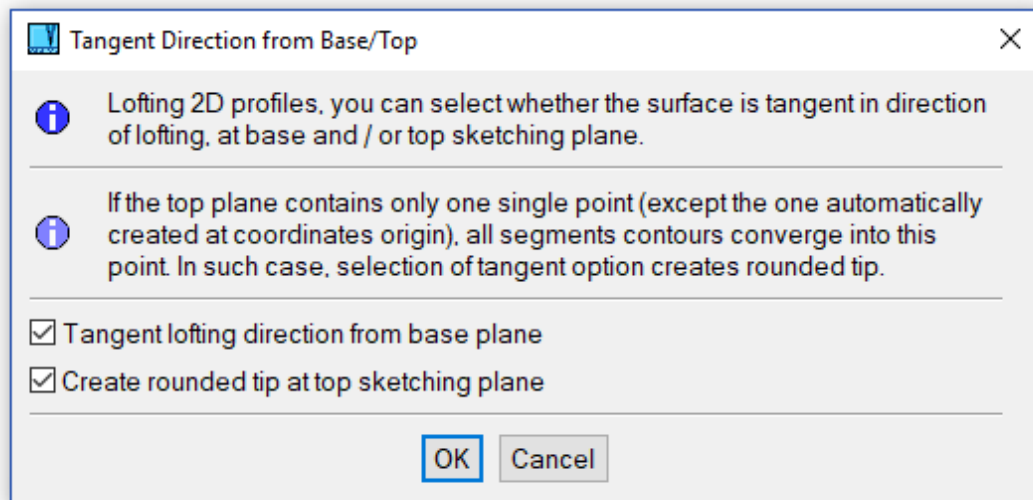 Tangent Direction from Base/Top
Lofting 2D profiles, you can select whether the surface is tangent in direction
of lofting, at base and / or top sketching plane.
If the top plane contains only one single point (except the one automatically
created at coordinates origin), all segments contours converge into this
point. In such case, selection of tangent option creates rounded tip.
Tangent lofting direction from base plane
Create rounded tip at top sketching plane
OK Cancel